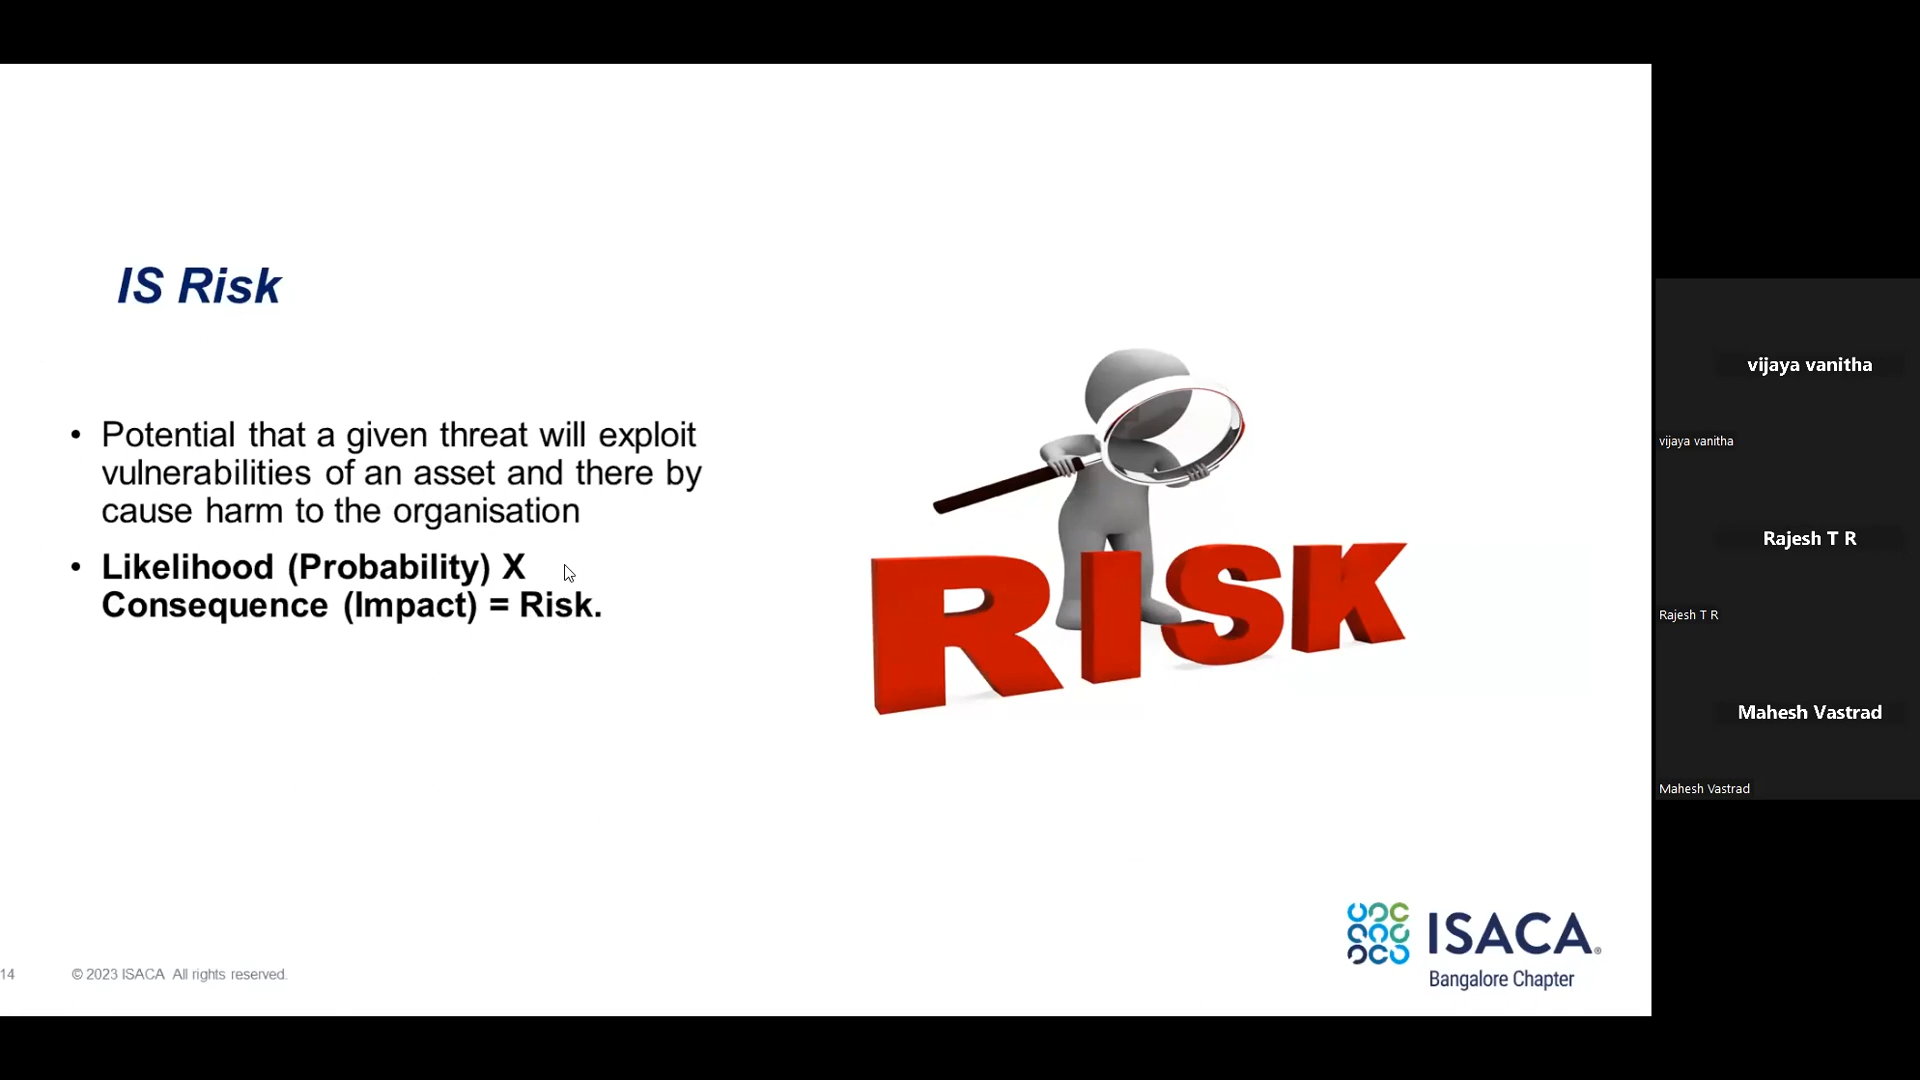 IS Risk
• Potential that a given threat will exploit
vulnerabilities of an asset and there by
cause harm to the organisation
• Likelihood (Probability) X
Consequence (Impact) = Risk.
RISK
ISACA®
Bangalore Chapter
14
© 2023 ISACA All rights reserved.
vijaya vanitha
vijaya vanitha
Rajesh T R
Rajesh T R
Mahesh Vastrad
Mahesh Vastrad